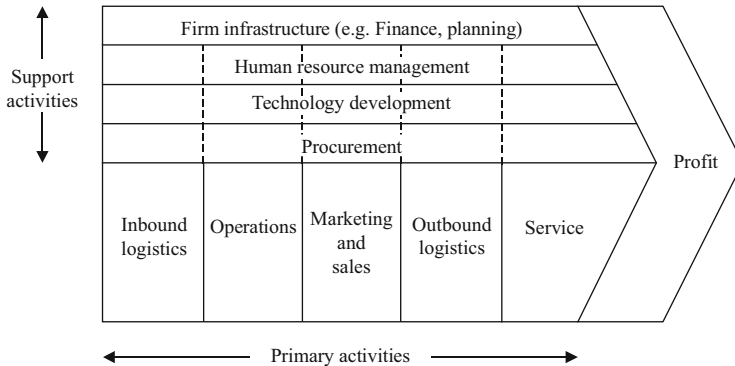 Firm infrastructure (e.g. Finance, planning)
Human resource management
Support
activities
Technology development
Procurement
Profit
Inbound
logistics
Operations
Marketing
and
sales
Outbound
logistics
Service
Primary activities